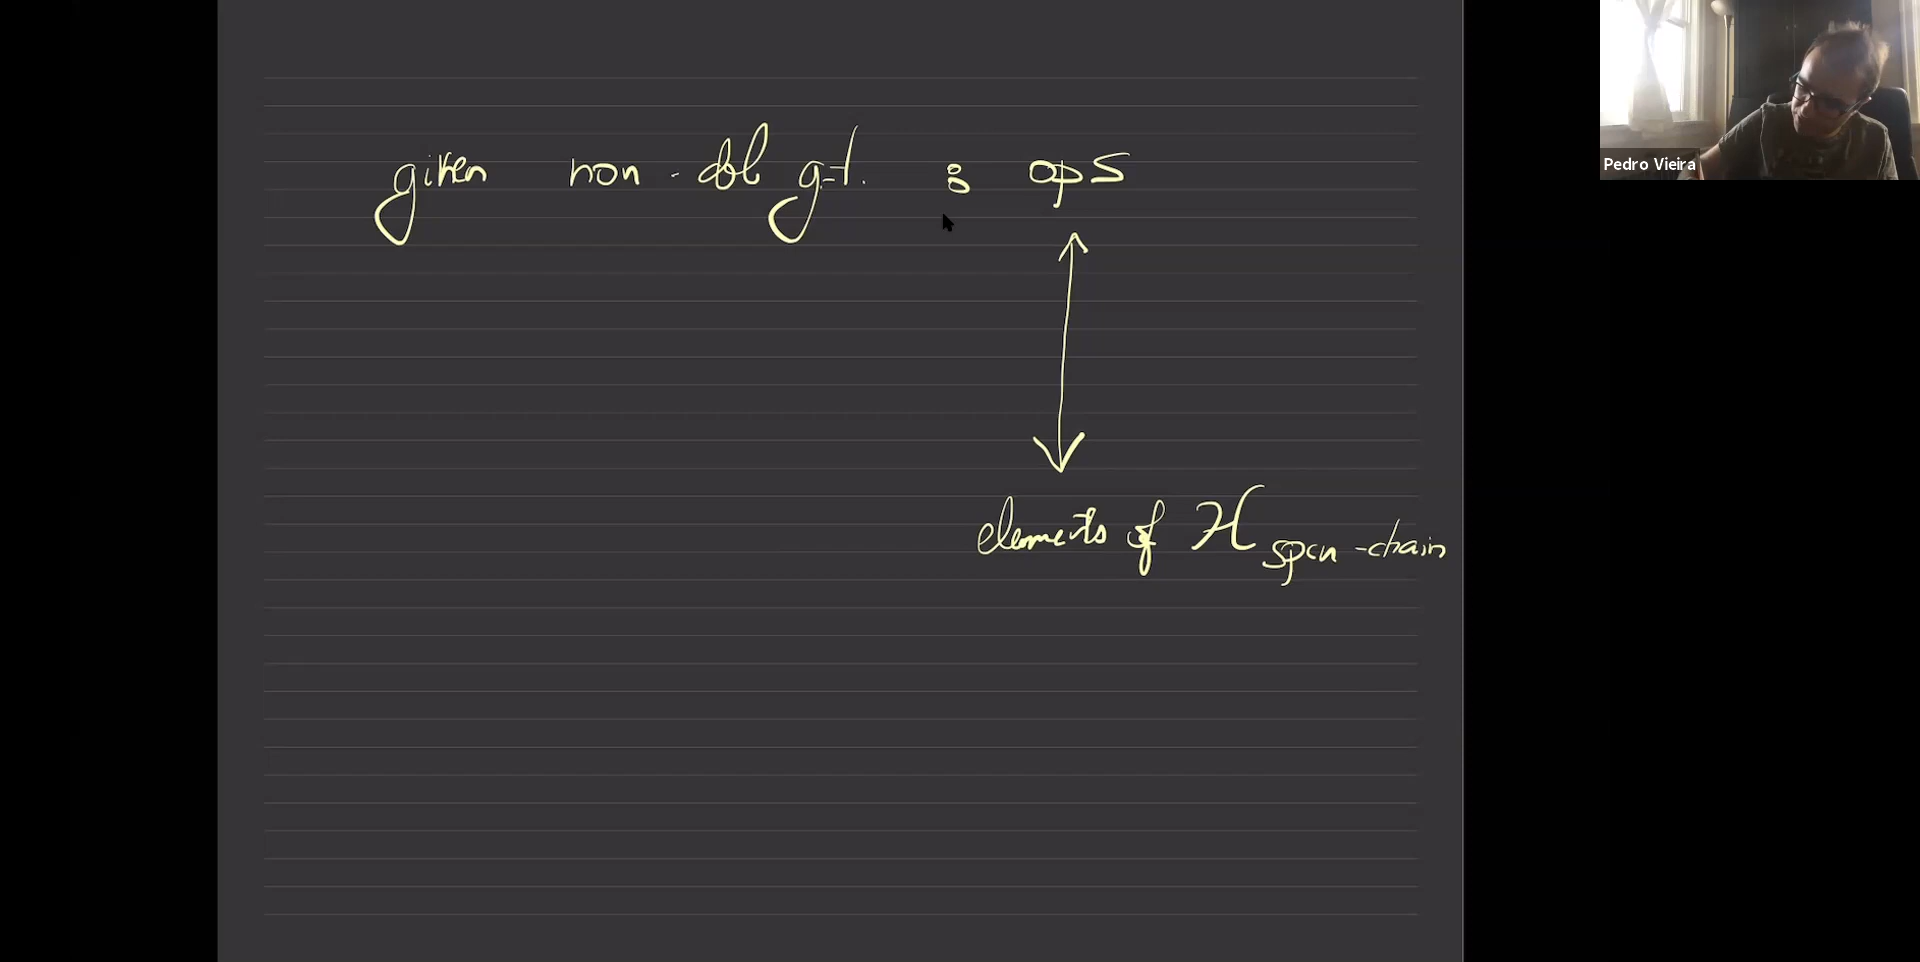 given non-abl g.t. : ops
Pedro Vieira
elements of H spin-chain